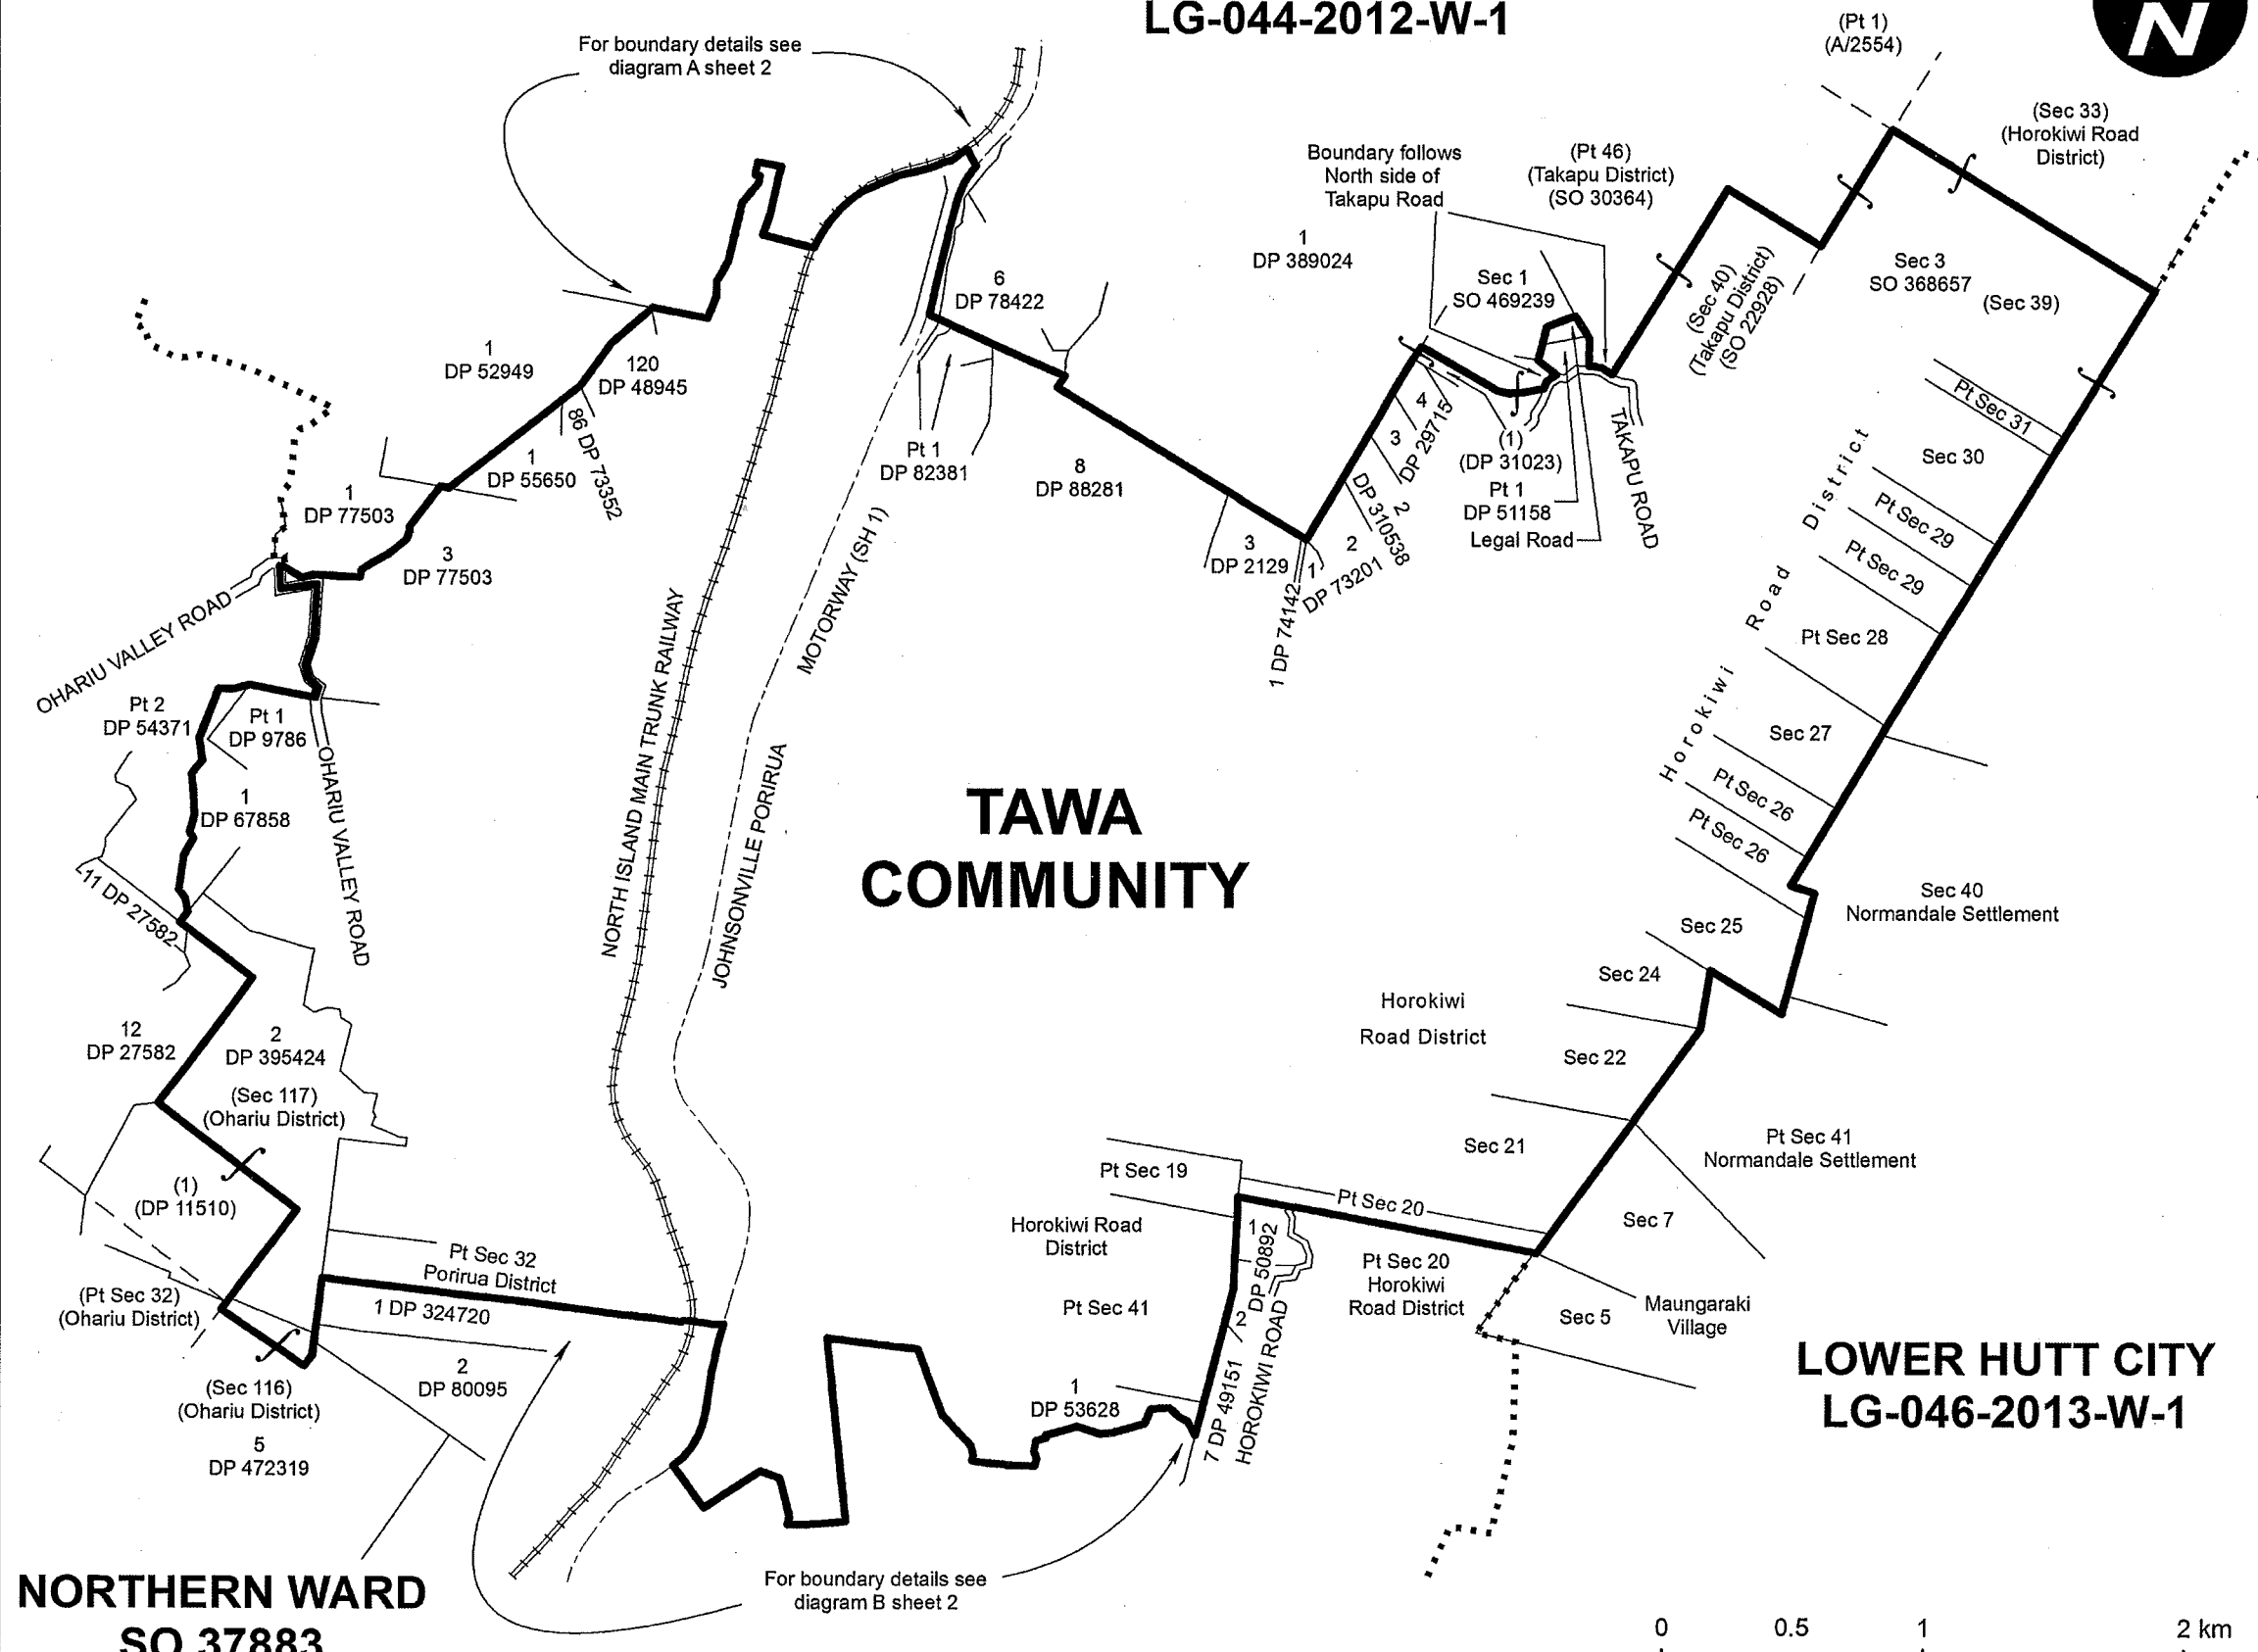 LG-044-2012-W-1
N
(Pt 1)
(A/2554)
For boundary details see
diagram A sheet 2
(Sec 33)
(Horokiwi Road
District)
Boundary follows
North side of
Takapu Road
(Pt 46)
(Takapu District)
(SO 30364)
1
DP 389024
Sec 1
SO 469239
(Sec 40)
(Takapu District)
(SO 22928)
Sec 3
SO 368657
(Sec 39)
6
DP 78422
1
DP 52949
120
DP 48945
86 DP 73352
1
DP 55650
1
DP 77503
3
DP 77503
Pt 1
DP 82381
8
DP 88281
4
3
DP 29715
2
DP 310538
(1)
(DP 31023)
Pt 1
DP 51158
Legal Road
TAKAPU ROAD
3
DP 2129
1
2
DP 73201
1 DP 74142
Pt Sec 31
Sec 30
Pt Sec 29
Pt Sec 29
Pt Sec 28
Sec 27
Pt Sec 26
Pt Sec 26
Horokiwi Road District
OHARIU VALLEY ROAD
Pt 2
DP 54371
Pt 1
DP 9786
1
DP 67858
OHARIU VALLEY ROAD
11 DP 27582
NORTH ISLAND MAIN TRUNK RAILWAY
JOHNSONVILLE PORIRUA
MOTORWAY (SH 1)
TAWA
COMMUNITY
Sec 40
Normandale Settlement
Sec 25
Sec 24
Horokiwi
Road District
Sec 22
Sec 21
Pt Sec 41
Normandale Settlement
12
DP 27582
2
DP 395424
(Sec 117)
(Ohariu District)
(1)
(DP 11510)
Pt Sec 32
Porirua District
1 DP 324720
(Pt Sec 32)
(Ohariu District)
2
DP 80095
(Sec 116)
(Ohariu District)
5
DP 472319
Pt Sec 19
Pt Sec 20
Horokiwi Road
District
1
DP 50892
2
Pt Sec 20
Horokiwi
Road District
Sec 7
Pt Sec 41
Sec 5
Maungaraki
Village
1
DP 53628
7 DP 49151
HOROKIWI ROAD
LOWER HUTT CITY
LG-046-2013-W-1
For boundary details see
diagram B sheet 2
NORTHERN WARD
SO 37883
0 0.5 1 2 km